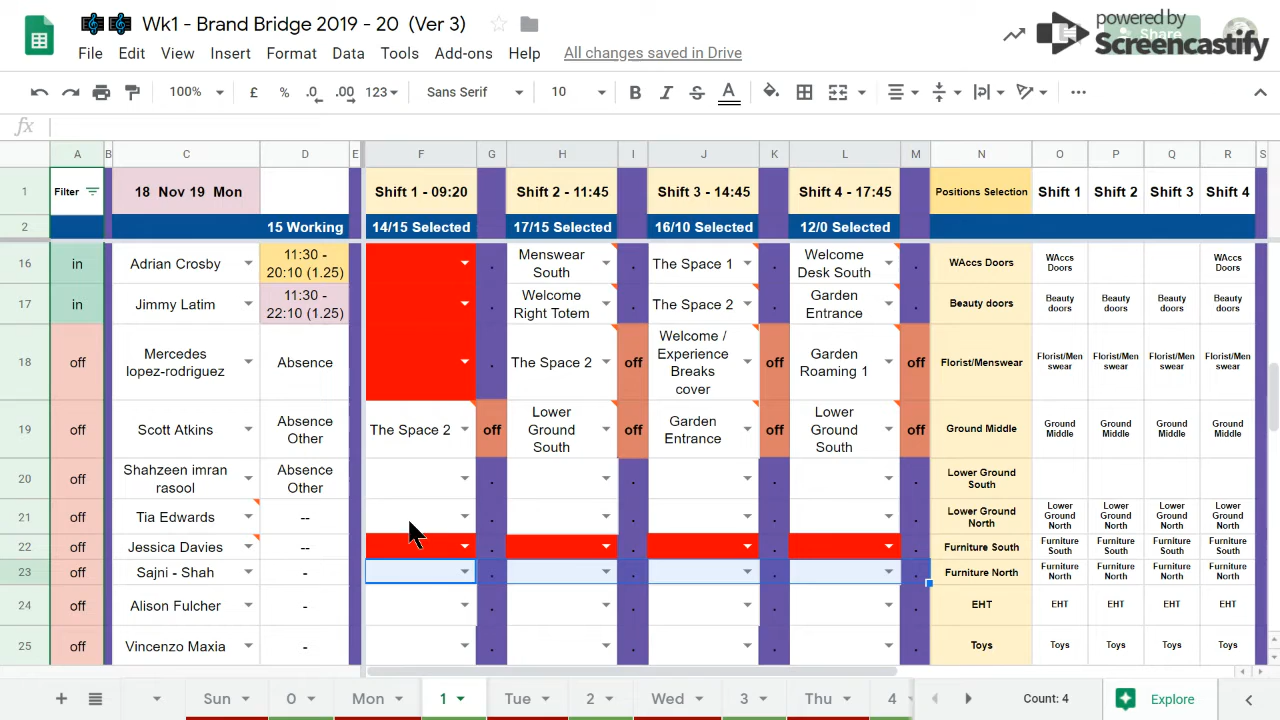 Wk1 - Brand Bridge 2019 - 20 (Ver 3)
powered by
Screencastify
File Edit View Insert Format Data Tools Add-ons Help All changes saved in Drive
Share
100% £ % .0 .00 123 Sans Serif 10 B I S A
fx
A B C D E F G H I J K L M N O P Q R S
1 Filter 18 Nov 19 Mon Shift 1 - 09:20 Shift 2 - 11:45 Shift 3 - 14:45 Shift 4 - 17:45 Positions Selection Shift 1 Shift 2 Shift 3 Shift 4
2 15 Working 14/15 Selected 17/15 Selected 16/10 Selected 12/0 Selected
16 in Adrian Crosby 11:30 - 20:10 (1.25) . Menswear South . The Space 1 . Welcome Desk South . WAccs Doors WAccs Doors WAccs Doors
17 in Jimmy Latim 11:30 - 22:10 (1.25) . Welcome Right Totem . The Space 2 . Garden Entrance . Beauty doors Beauty doors Beauty doors Beauty doors Beauty doors
18 off Mercedes lopez-rodriguez Absence . The Space 2 off Welcome / Experience Breaks cover off Garden Roaming 1 off Florist/Menswear Florist/Menswear Florist/Menswear Florist/Menswear Florist/Menswear
19 off Scott Atkins Absence Other The Space 2 off Lower Ground South off Garden Entrance off Lower Ground South off Ground Middle Ground Middle Ground Middle Ground Middle Ground Middle
20 off Shahzeen imran rasool Absence Other . . . . Lower Ground South
21 off Tia Edwards -- . . . . Lower Ground North Lower Ground North Lower Ground North Lower Ground North Lower Ground North
22 off Jessica Davies -- . . . . Furniture South Furniture South Furniture South Furniture South Furniture South
23 off Sajni - Shah - . . . . Furniture North Furniture North Furniture North Furniture North Furniture North
24 off Alison Fulcher - . . . . EHT EHT EHT EHT EHT
25 off Vincenzo Maxia - . . . . Toys Toys Toys Toys Toys
+ Sun 0 Mon 1 Tue 2 Wed 3 Thu 4 Count: 4 Explore